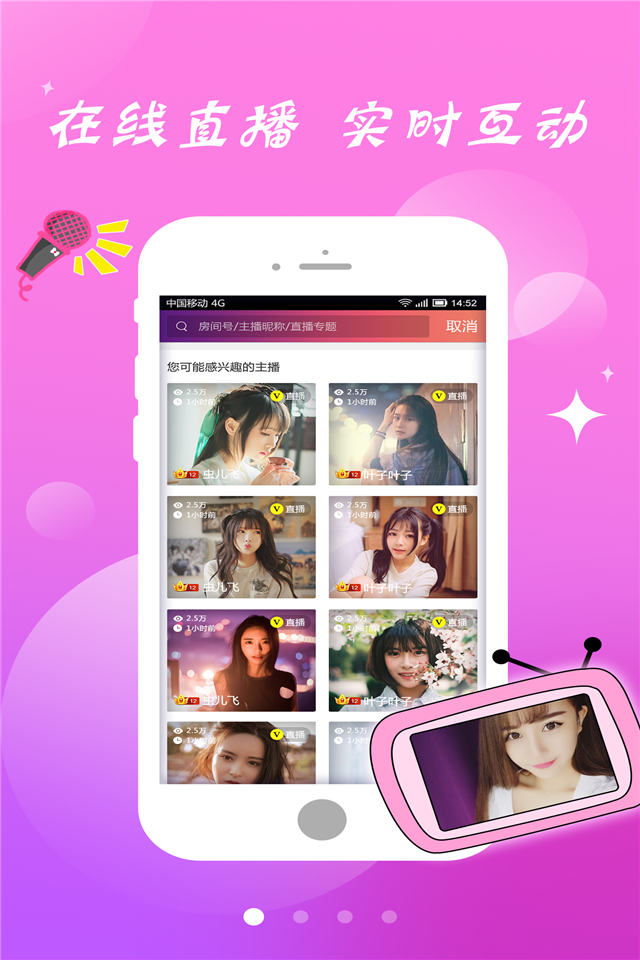 在线直播 实时互动
中国移动 4G 14:52
房间号/主播昵称/直播专题 取消
您可能感兴趣的主播
2.5万 V 直播 2.5万 V 直播
1小时前 1小时前
12 虫儿飞 12 叶子叶子
2.5万 V 直播 2.5万 V 直播
1小时前 1小时前
12 虫儿飞 12 叶子叶子
2.5万 V 直播 2.5万 V 直播
1小时前 1小时前
12 虫儿飞 12 叶子叶子
2.5万 V 直播 2.5万
1小时前 1小时前